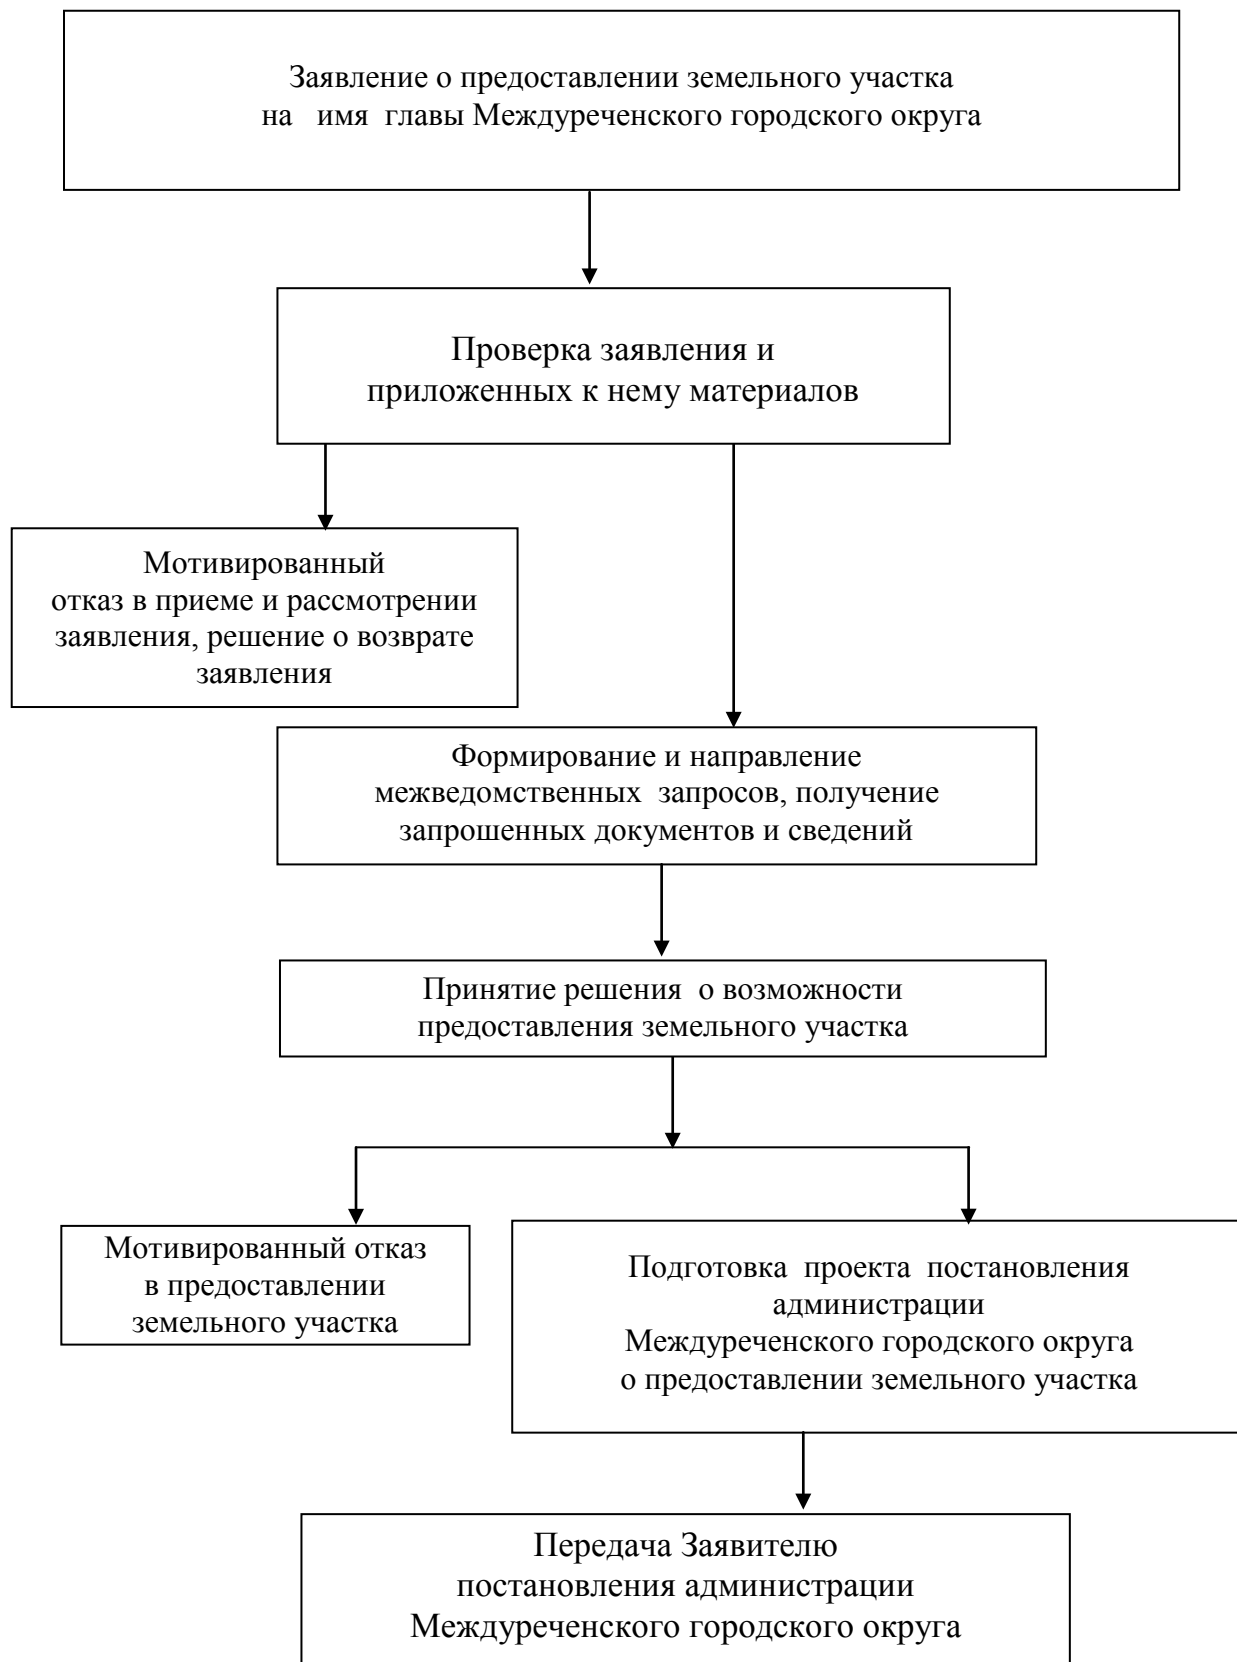 Заявление о предоставлении земельного участка
на имя главы Междуреченского городского округа
Проверка заявления и
приложенных к нему материалов
Мотивированный
отказ в приеме и рассмотрении
заявления, решение о возврате
заявления
Формирование и направление
межведомственных запросов, получение
запрошенных документов и сведений
Принятие решения о возможности
предоставления земельного участка
Мотивированный отказ
в предоставлении
земельного участка
Подготовка проекта постановления
администрации
Междуреченского городского округа
о предоставлении земельного участка
Передача Заявителю
постановления администрации
Междуреченского городского округа